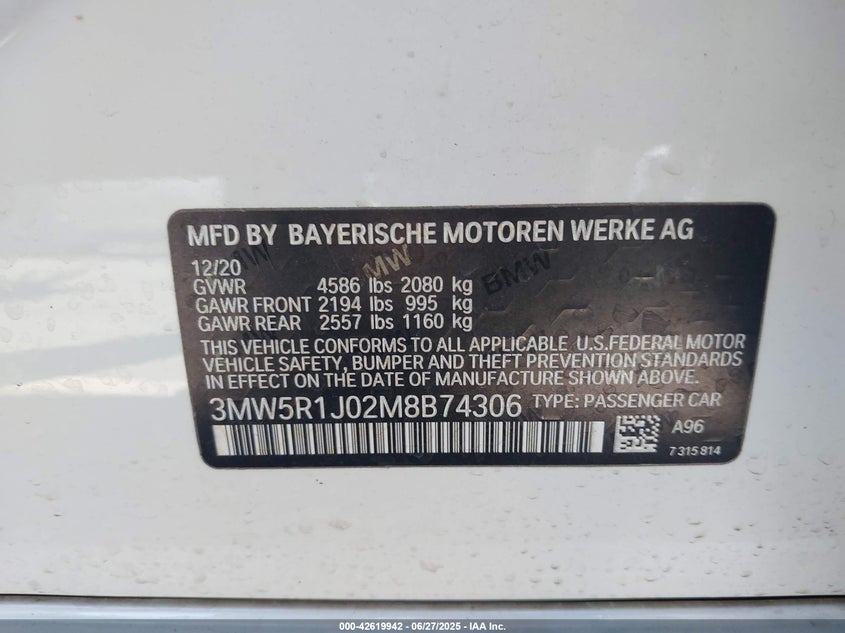 MFD BY BAYERISCHE MOTOREN WERKE AG
12/20
GVWR 4586 lbs 2080 kg
GAWR FRONT 2194 lbs 995 kg
GAWR REAR 2557 lbs 1160 kg
THIS VEHICLE CONFORMS TO ALL APPLICABLE U.S.FEDERAL MOTOR
VEHICLE SAFETY, BUMPER AND THEFT PREVENTION STANDARDS
IN EFFECT ON THE DATE OF MANUFACTURE SHOWN ABOVE.
3MW5R1J02M8B74306 TYPE: PASSENGER CAR
A96
7 315 814
000-42619942 - 06/27/2025 - IAA Inc.